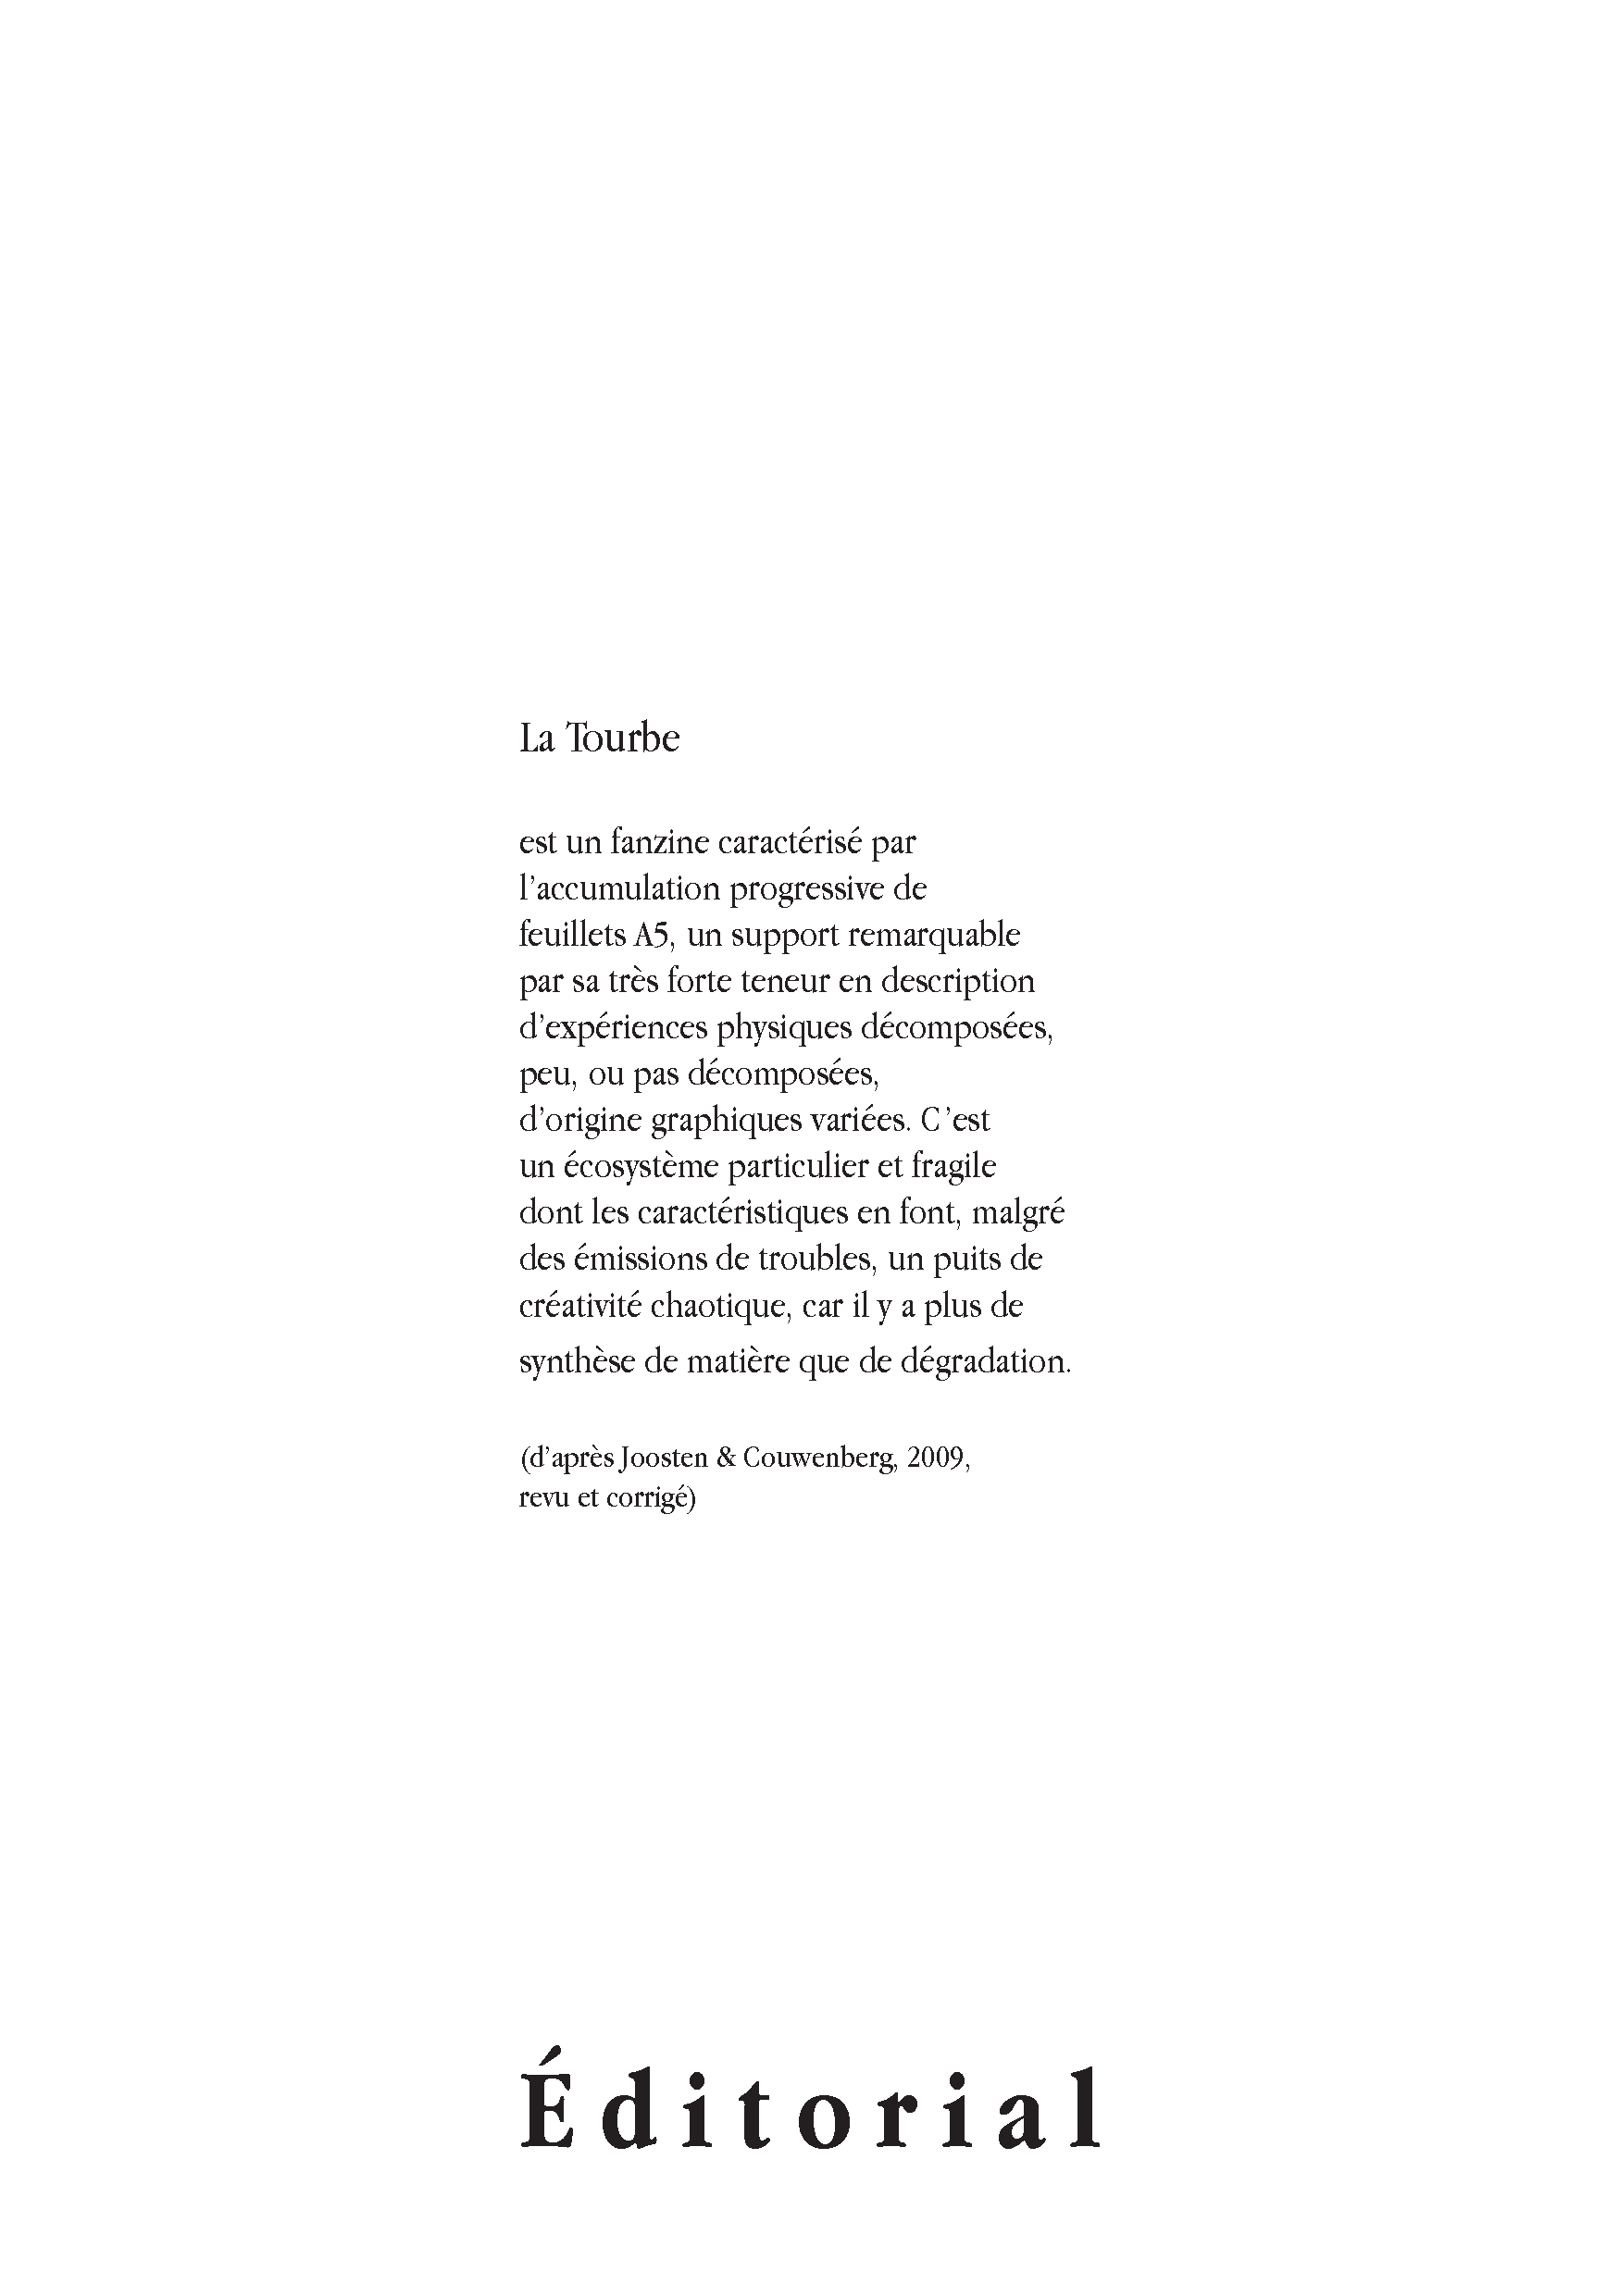 La Tourbe
est un fanzine caractérisé par
l’accumulation progressive de
feuillets A5, un support remarquable
par sa très forte teneur en description
d’expériences physiques décomposées,
peu, ou pas décomposées,
d’origine graphiques variées. C’est
un écosystème particulier et fragile
dont les caractéristiques en font, malgré
des émissions de troubles, un puits de
créativité chaotique, car il y a plus de
synthèse de matière que de dégradation.
(d’après Joosten & Couwenberg, 2009,
revu et corrigé)
Éditorial